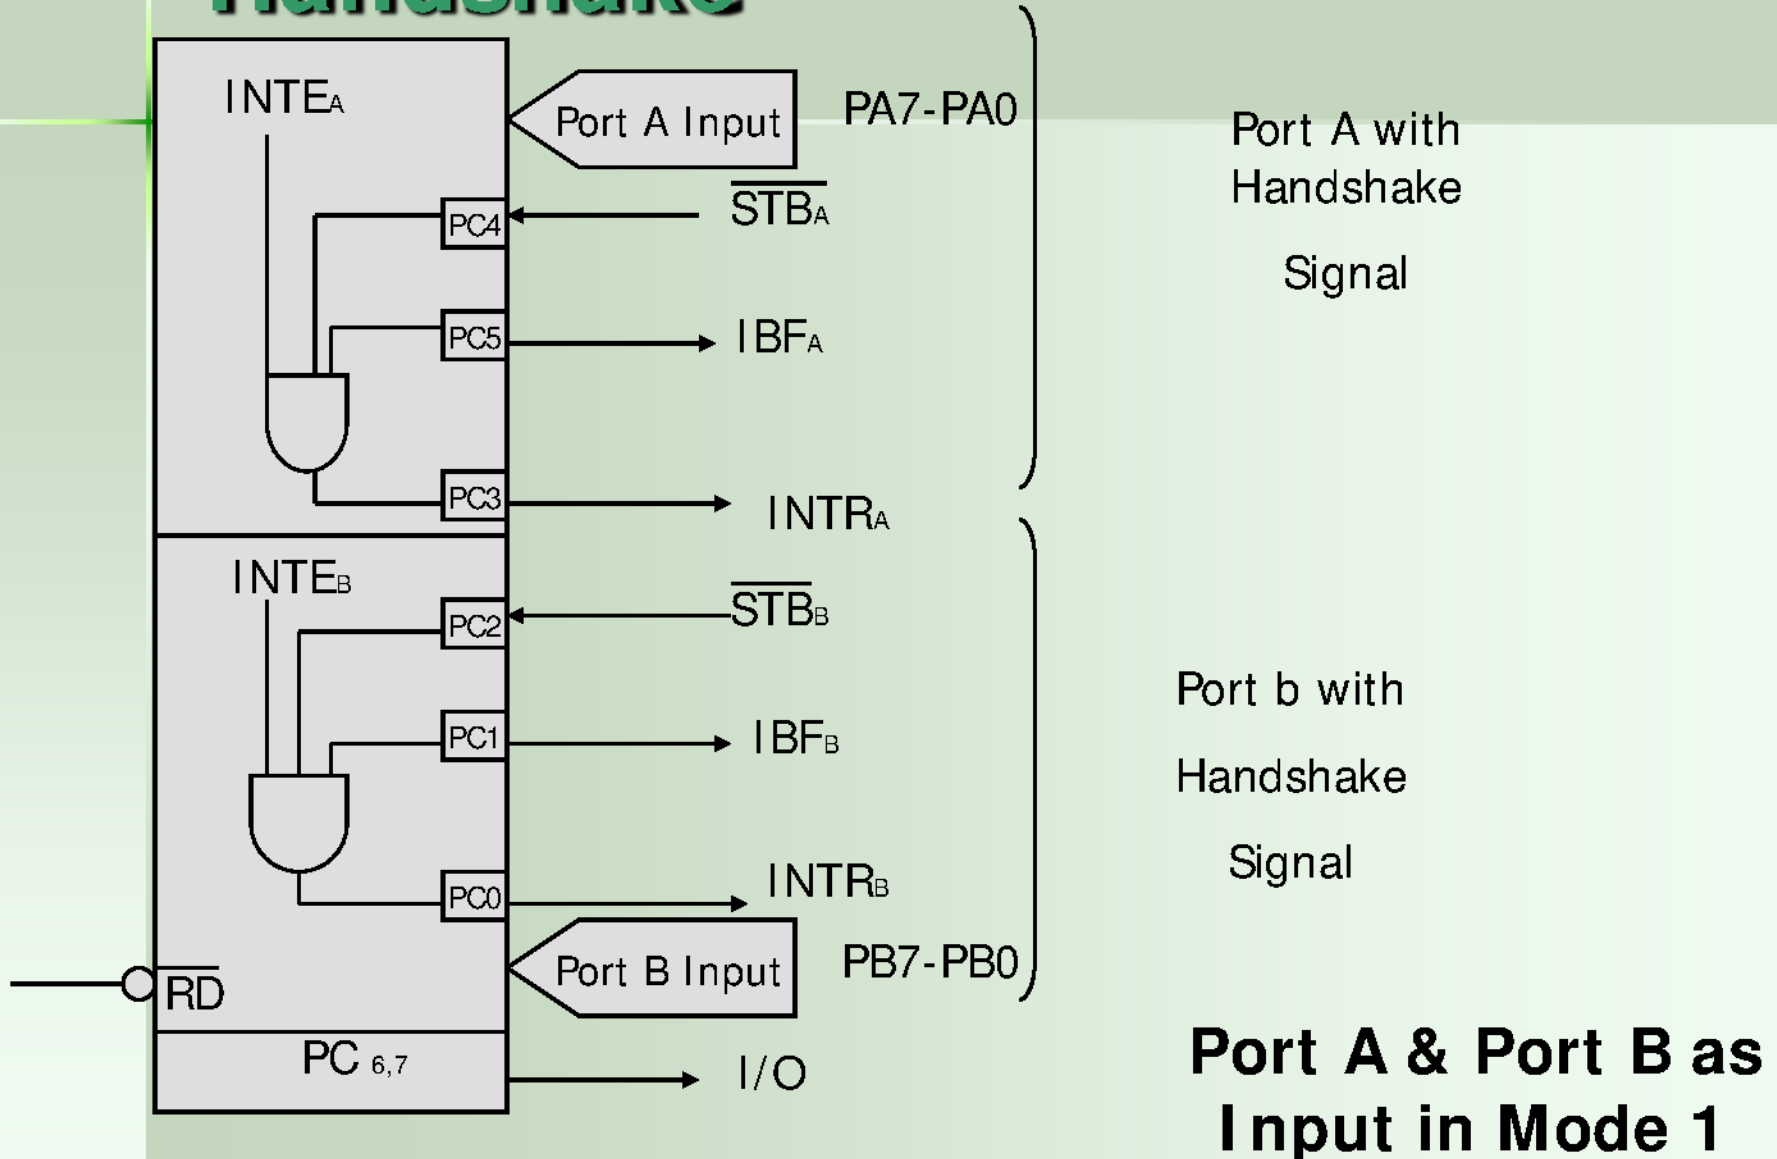 Handshake
INTEA
Port A Input
PA7-PA0
Port A with
Handshake
Signal
STBA
PC4
PC5
IBFA
PC3
INTRA
INTEB
STBB
PC2
Port b with
Handshake
Signal
PC1
IBFB
INTRB
PC0
Port B Input
PB7-PB0
RD
PC 6,7
I/O
Port A & Port B as
Input in Mode 1